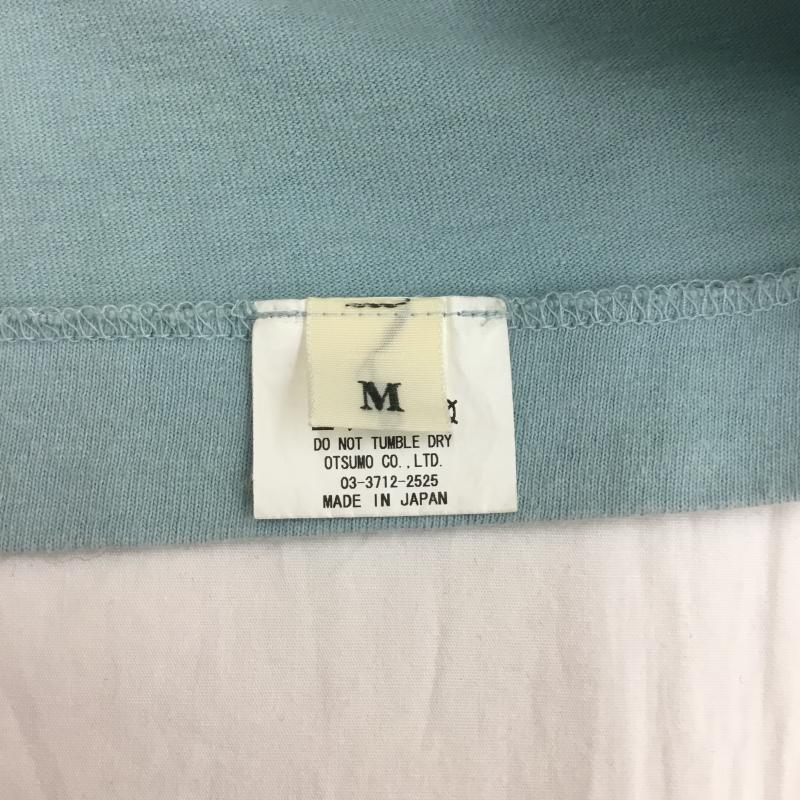 M
DO NOT TUMBLE DRY
OTSUMO CO.,LTD.
03-3712-2525
MADE IN JAPAN